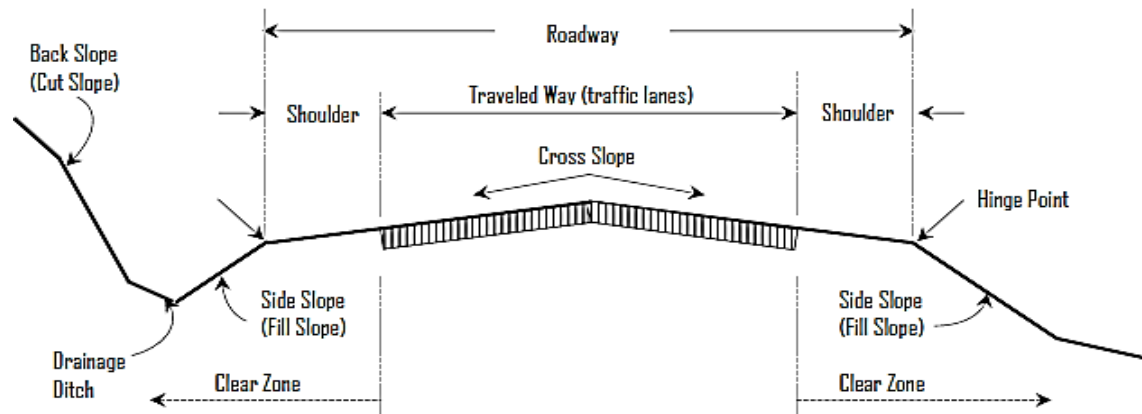 Roadway
Back Slope
(Cut Slope)
Traveled Way (traffic lanes)
Shoulder
Shoulder
Cross Slope
Hinge Point
Side Slope
(Fill Slope)
Side Slope
(Fill Slope)
Drainage
Ditch
Clear Zone
Clear Zone